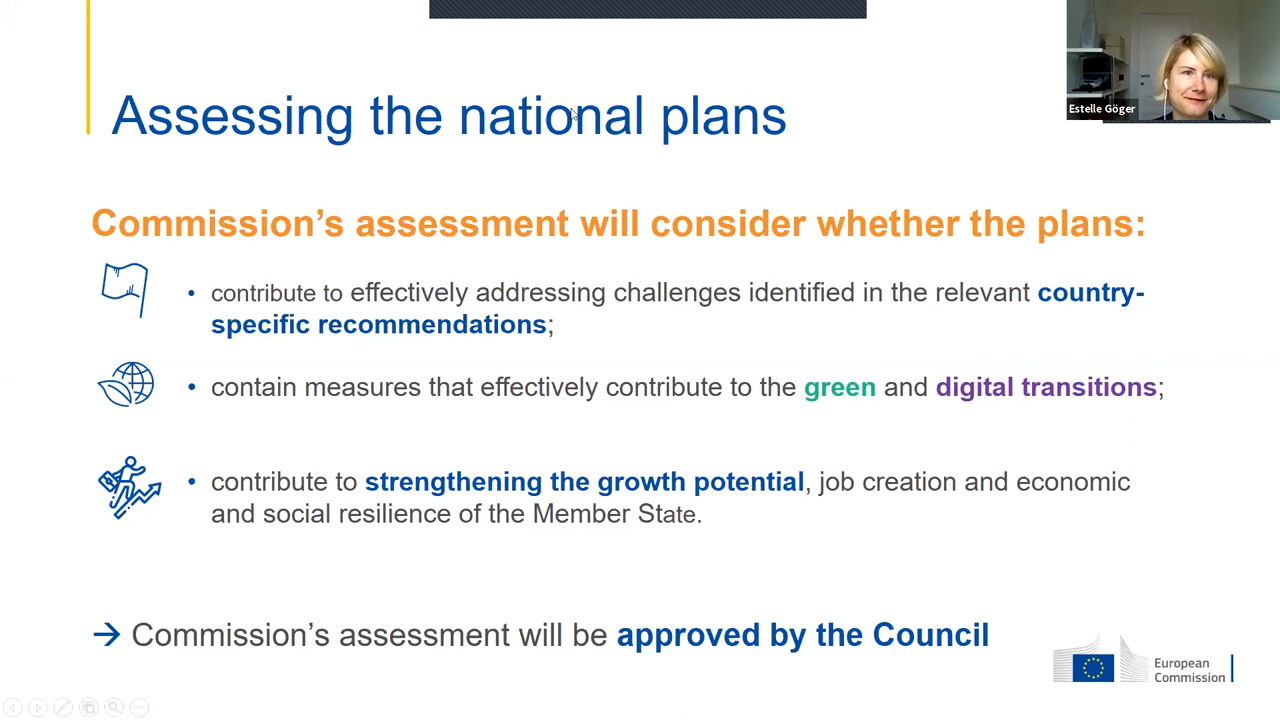 Assessing the national plans
Estelle Göger
Commission’s assessment will consider whether the plans:
• contribute to effectively addressing challenges identified in the relevant country-
specific recommendations;
• contain measures that effectively contribute to the green and digital transitions;
• contribute to strengthening the growth potential, job creation and economic
and social resilience of the Member State.
→ Commission’s assessment will be approved by the Council
European
Commission